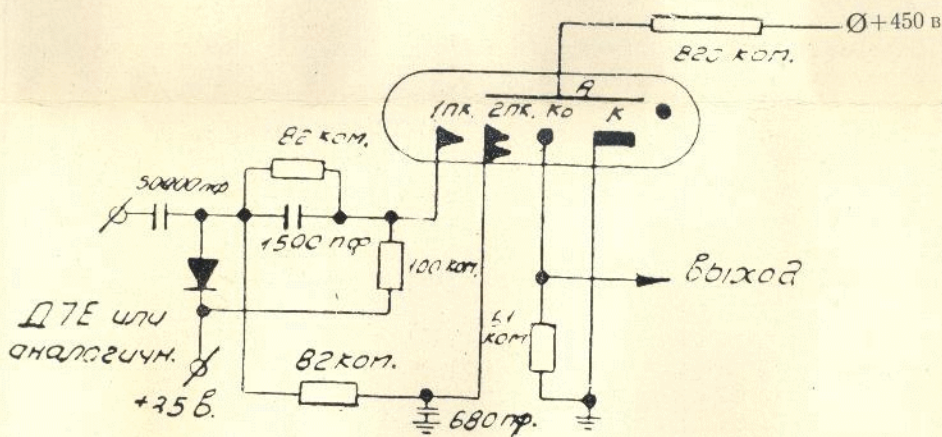 Ø+450 в
820 ком.
А
1пк. 2пк. Ко К
82 ком.
50000 пф
1500 пф
100 ком.
выход
Д7Е или
аналогичн.
+25 в.
82 ком.
ком
680 пф.